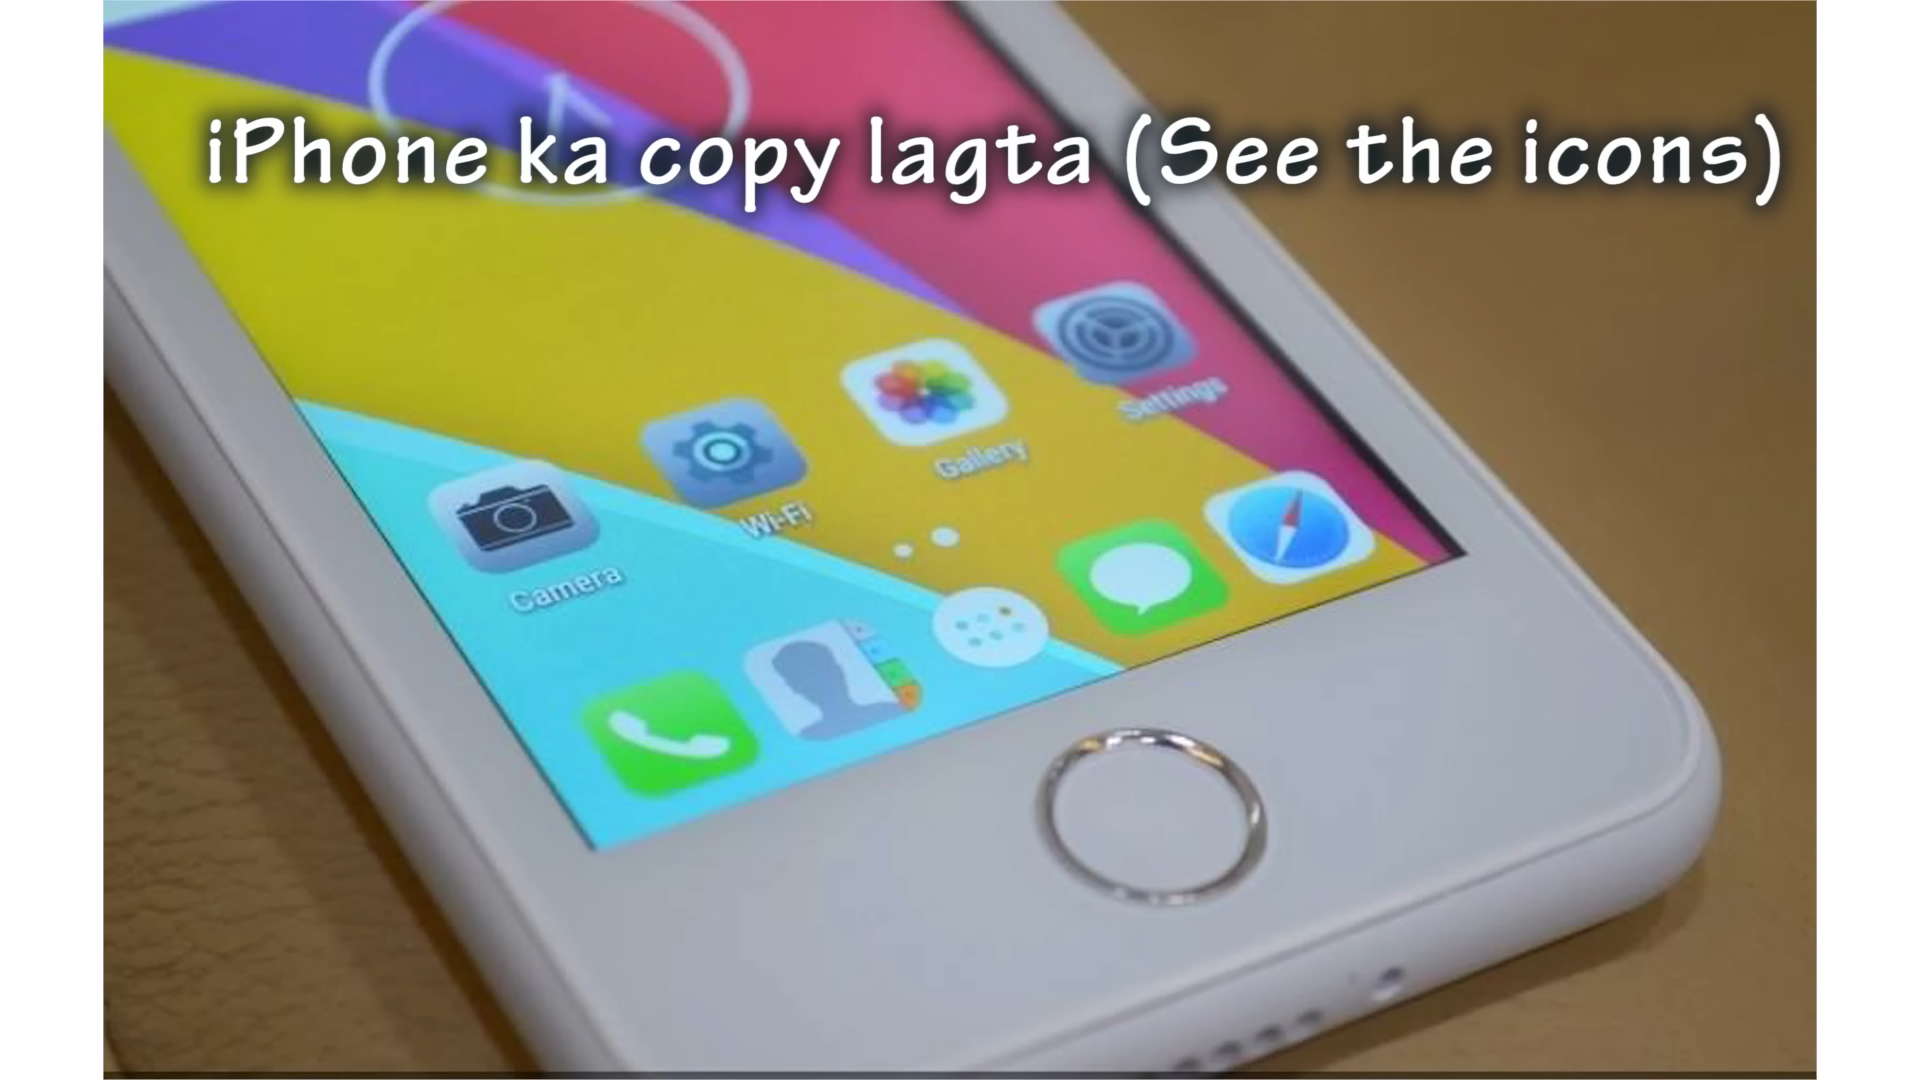 iPhone ka copy lagta (See the icons)
Settings
Gallery
Wi-Fi
Camera